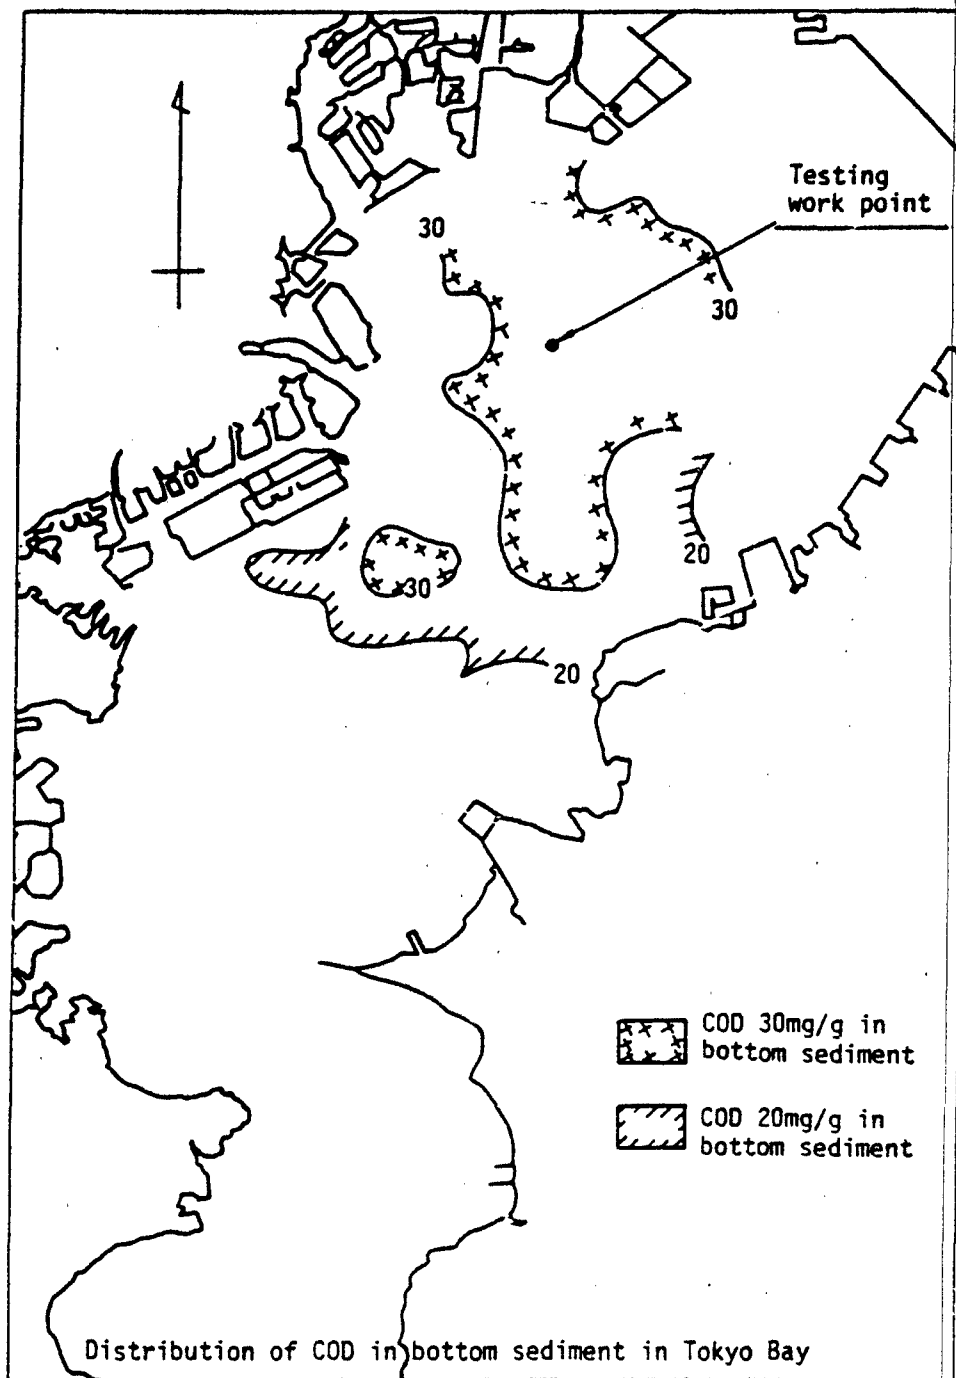 Testing
work point
30
30
30
20
20
COD 30mg/g in
bottom sediment
COD 20mg/g in
bottom sediment
Distribution of COD in bottom sediment in Tokyo Bay